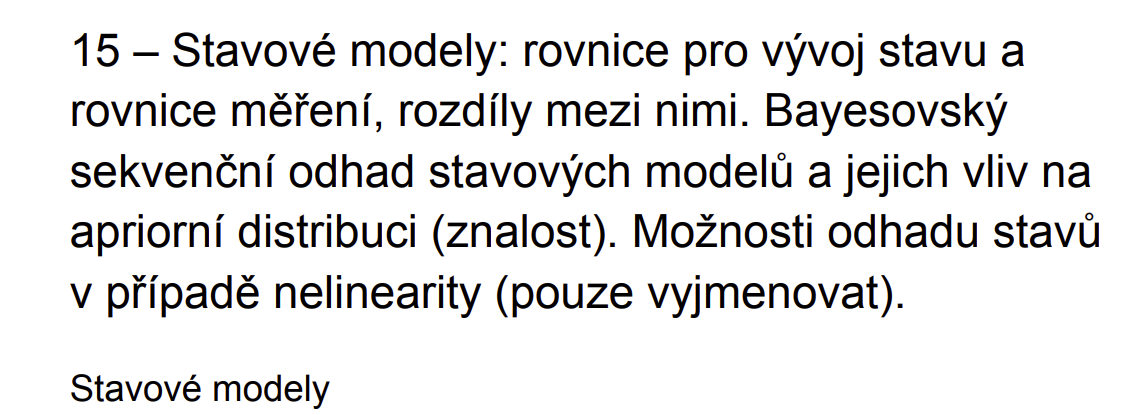 15 – Stavové modely: rovnice pro vývoj stavu a
rovnice měření, rozdíly mezi nimi. Bayesovský
sekvenční odhad stavových modelů a jejich vliv na
apriorní distribuci (znalost). Možnosti odhadu stavů
v případě nelinearity (pouze vyjmenovat).
Stavové modely